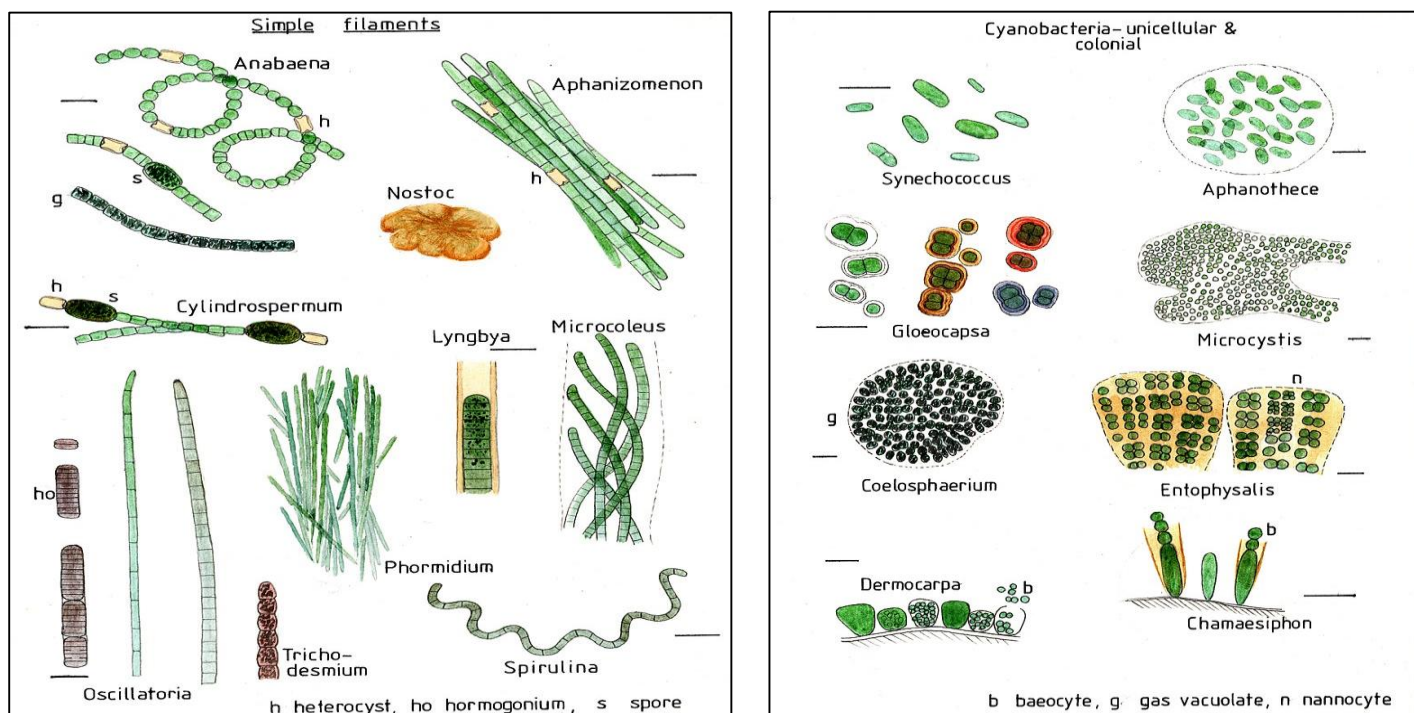 Simple filaments
Anabaena
Aphanizomenon
h
s
h
g
Nostoc
h
s
Cylindrospermum
Lyngbya
Microcoleus
ho
Phormidium
Oscillatoria
Tricho-
desmium
Spirulina
h heterocyst, ho hormogonium, s spore
Cyanobacteria-unicellular &
colonial
Synechococcus
Aphanothece
Gloeocapsa
Microcystis
g
n
Coelosphaerium
Entophysalis
b
Dermocarpa
b
Chamaesiphon
b baeocyte, g gas vacuolate, n nannocyte